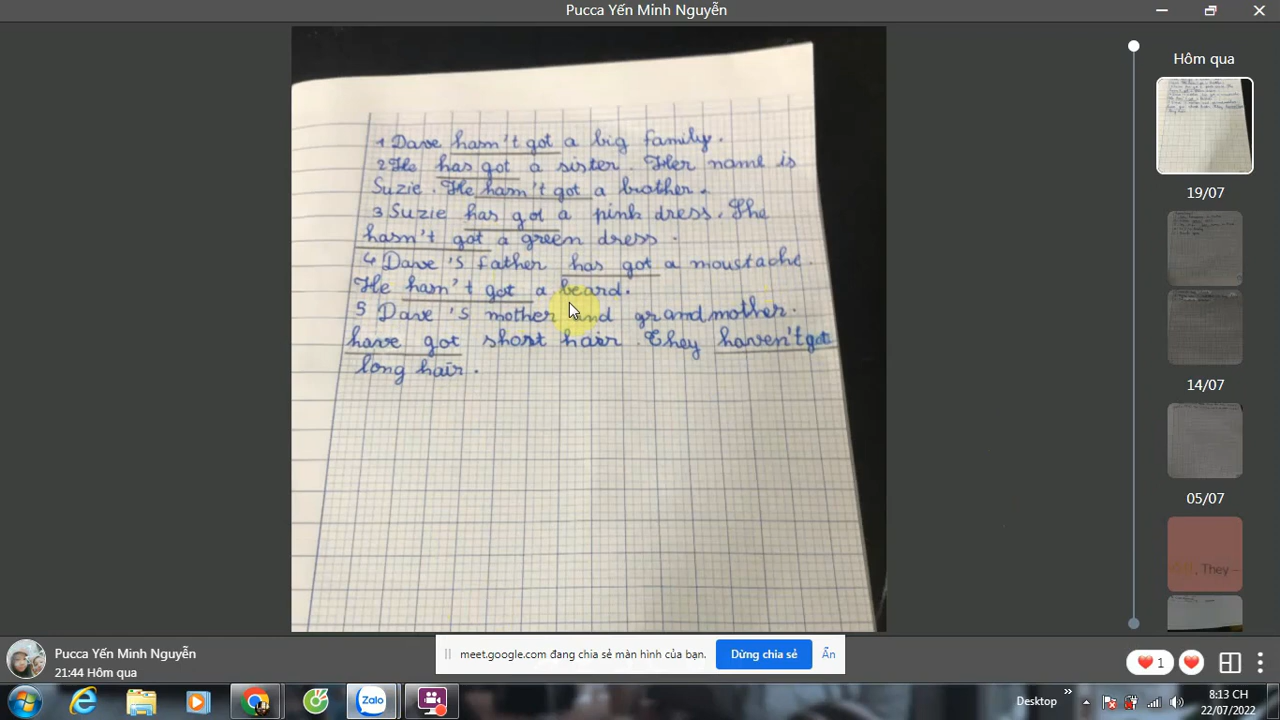 Pucca Yến Minh Nguyễn
Hôm qua
1 Dave hasn't got a big family.
2 He has got a sister. Her name is
Suzie. He hasn't got a brother.
3 Suzie has got a pink dress. She
hasn't got a green dress.
4 Dave's father has got a moustache.
He hasn't got a beard.
5 Dave's mother and grandmother.
have got short hair. They haven't got
long hair.
19/07
14/07
05/07
, They –
Pucca Yến Minh Nguyễn
21:44 Hôm qua
meet.google.com đang chia sẻ màn hình của bạn.
Dừng chia sẻ
Ẩn
1
Zalo
Desktop
8:13 CH
22/07/2022